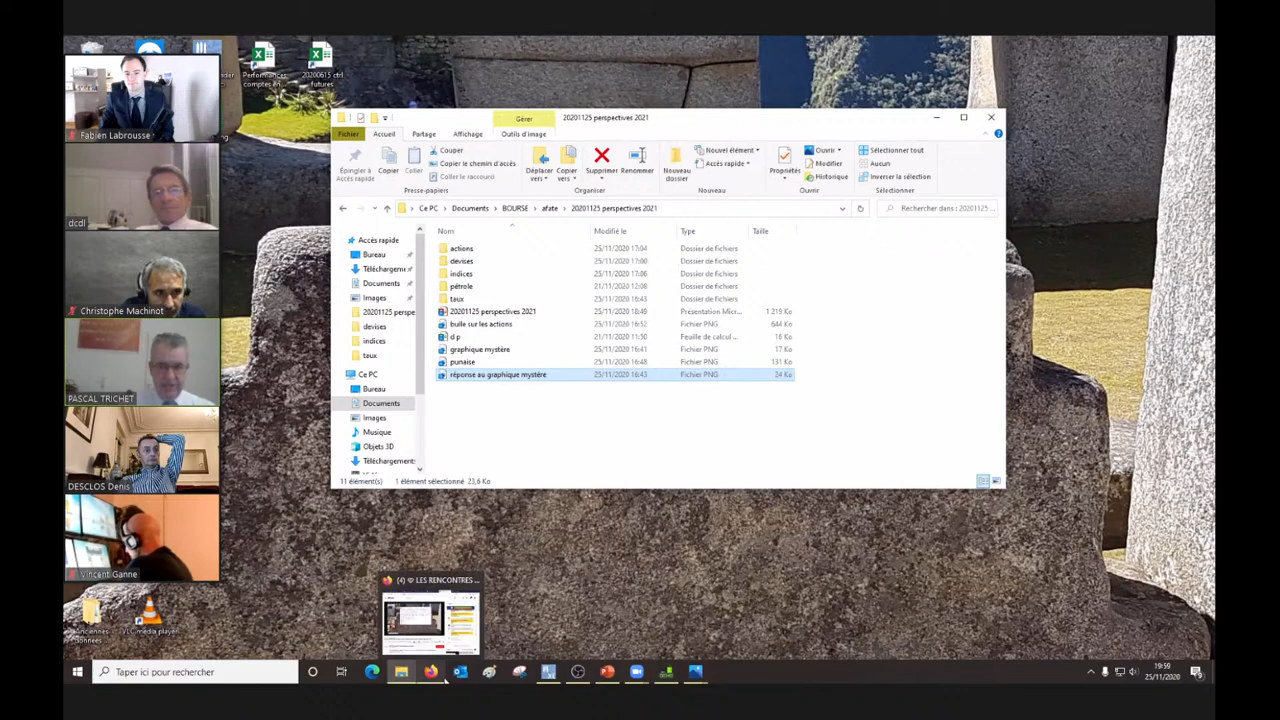 Performances comptes en...
20200615 ctrl futures
Fabien Labrousse
dcdl
Christophe Machinot
PASCAL TRICHET
DESCLOS Denis
Vincent Ganne
Anciennes données
VLC media player
Gérer
20201125 perspectives 2021
Fichier
Accueil
Partage
Affichage
Outils d'image
Épingler à Accès rapide
Copier
Coller
Couper
Copier le chemin d'accès
Coller le raccourci
Presse-papiers
Déplacer vers
Copier vers
Supprimer
Renommer
Organiser
Nouveau dossier
Nouvel élément
Accès rapide
Nouveau
Propriétés
Ouvrir
Modifier
Historique
Ouvrir
Sélectionner tout
Aucun
Inverser la sélection
Sélectionner
Ce PC > Documents > BOURSE > afate > 20201125 perspectives 2021
Rechercher dans : 20201125 ...
Accès rapide
Bureau
Téléchargeme
Documents
Images
20201125 perspe
devises
indices
taux
Ce PC
Bureau
Documents
Images
Musique
Objets 3D
Téléchargements
Nom Modifié le Type Taille
actions 25/11/2020 17:04 Dossier de fichiers
devises 25/11/2020 17:00 Dossier de fichiers
indices 25/11/2020 17:06 Dossier de fichiers
pétrole 21/11/2020 12:08 Dossier de fichiers
taux 25/11/2020 16:43 Dossier de fichiers
20201125 perspectives 2021 25/11/2020 18:49 Présentation Micr... 1 219 Ko
bulle sur les actions 25/11/2020 16:52 Fichier PNG 644 Ko
d p 21/11/2020 11:50 Feuille de calcul ... 16 Ko
graphique mystère 25/11/2020 16:41 Fichier PNG 17 Ko
punaise 25/11/2020 16:48 Fichier PNG 131 Ko
réponse au graphique mystère 25/11/2020 16:43 Fichier PNG 24 Ko
11 élément(s) 1 élément sélectionné 23,6 Ko
(4) LES RENCONTRES ...
Taper ici pour rechercher
19:59
25/11/2020